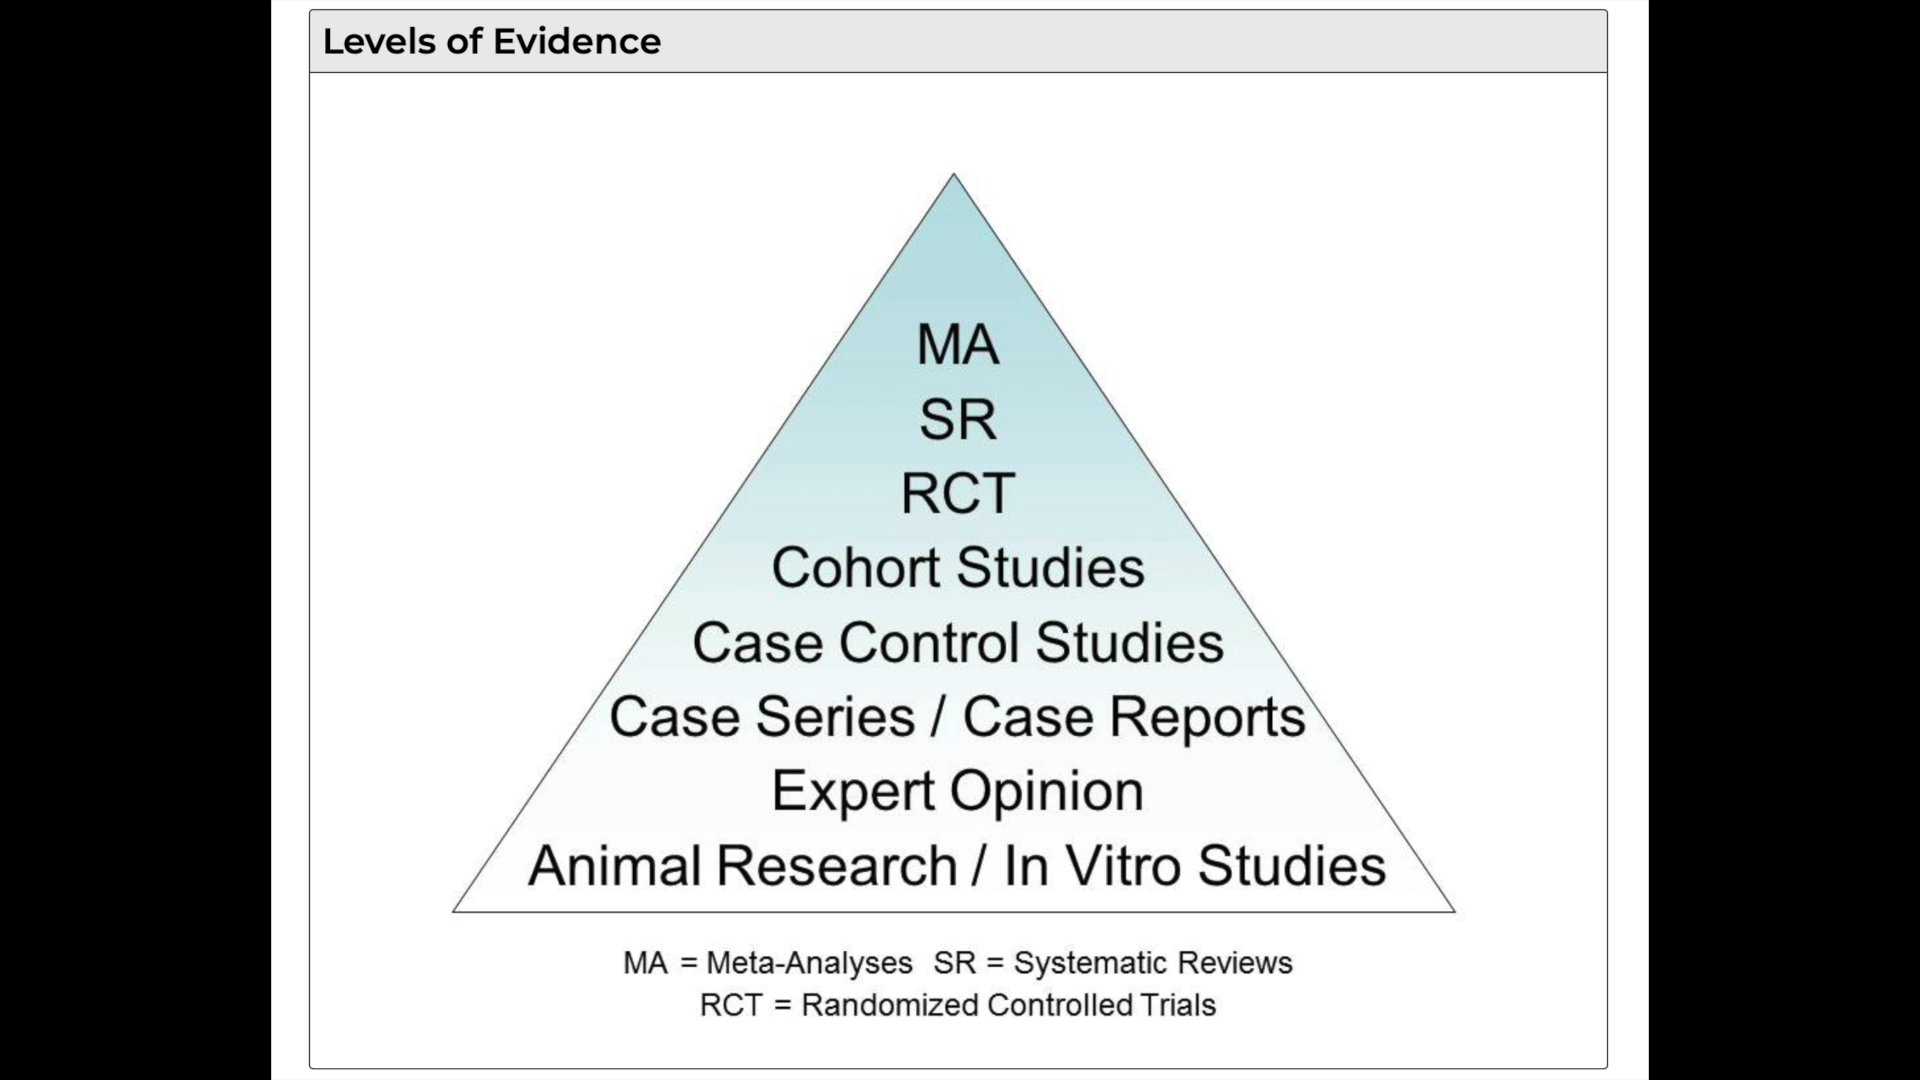 Levels of Evidence
MA
SR
RCT
Cohort Studies
Case Control Studies
Case Series / Case Reports
Expert Opinion
Animal Research / In Vitro Studies
MA = Meta-Analyses SR = Systematic Reviews
RCT = Randomized Controlled Trials